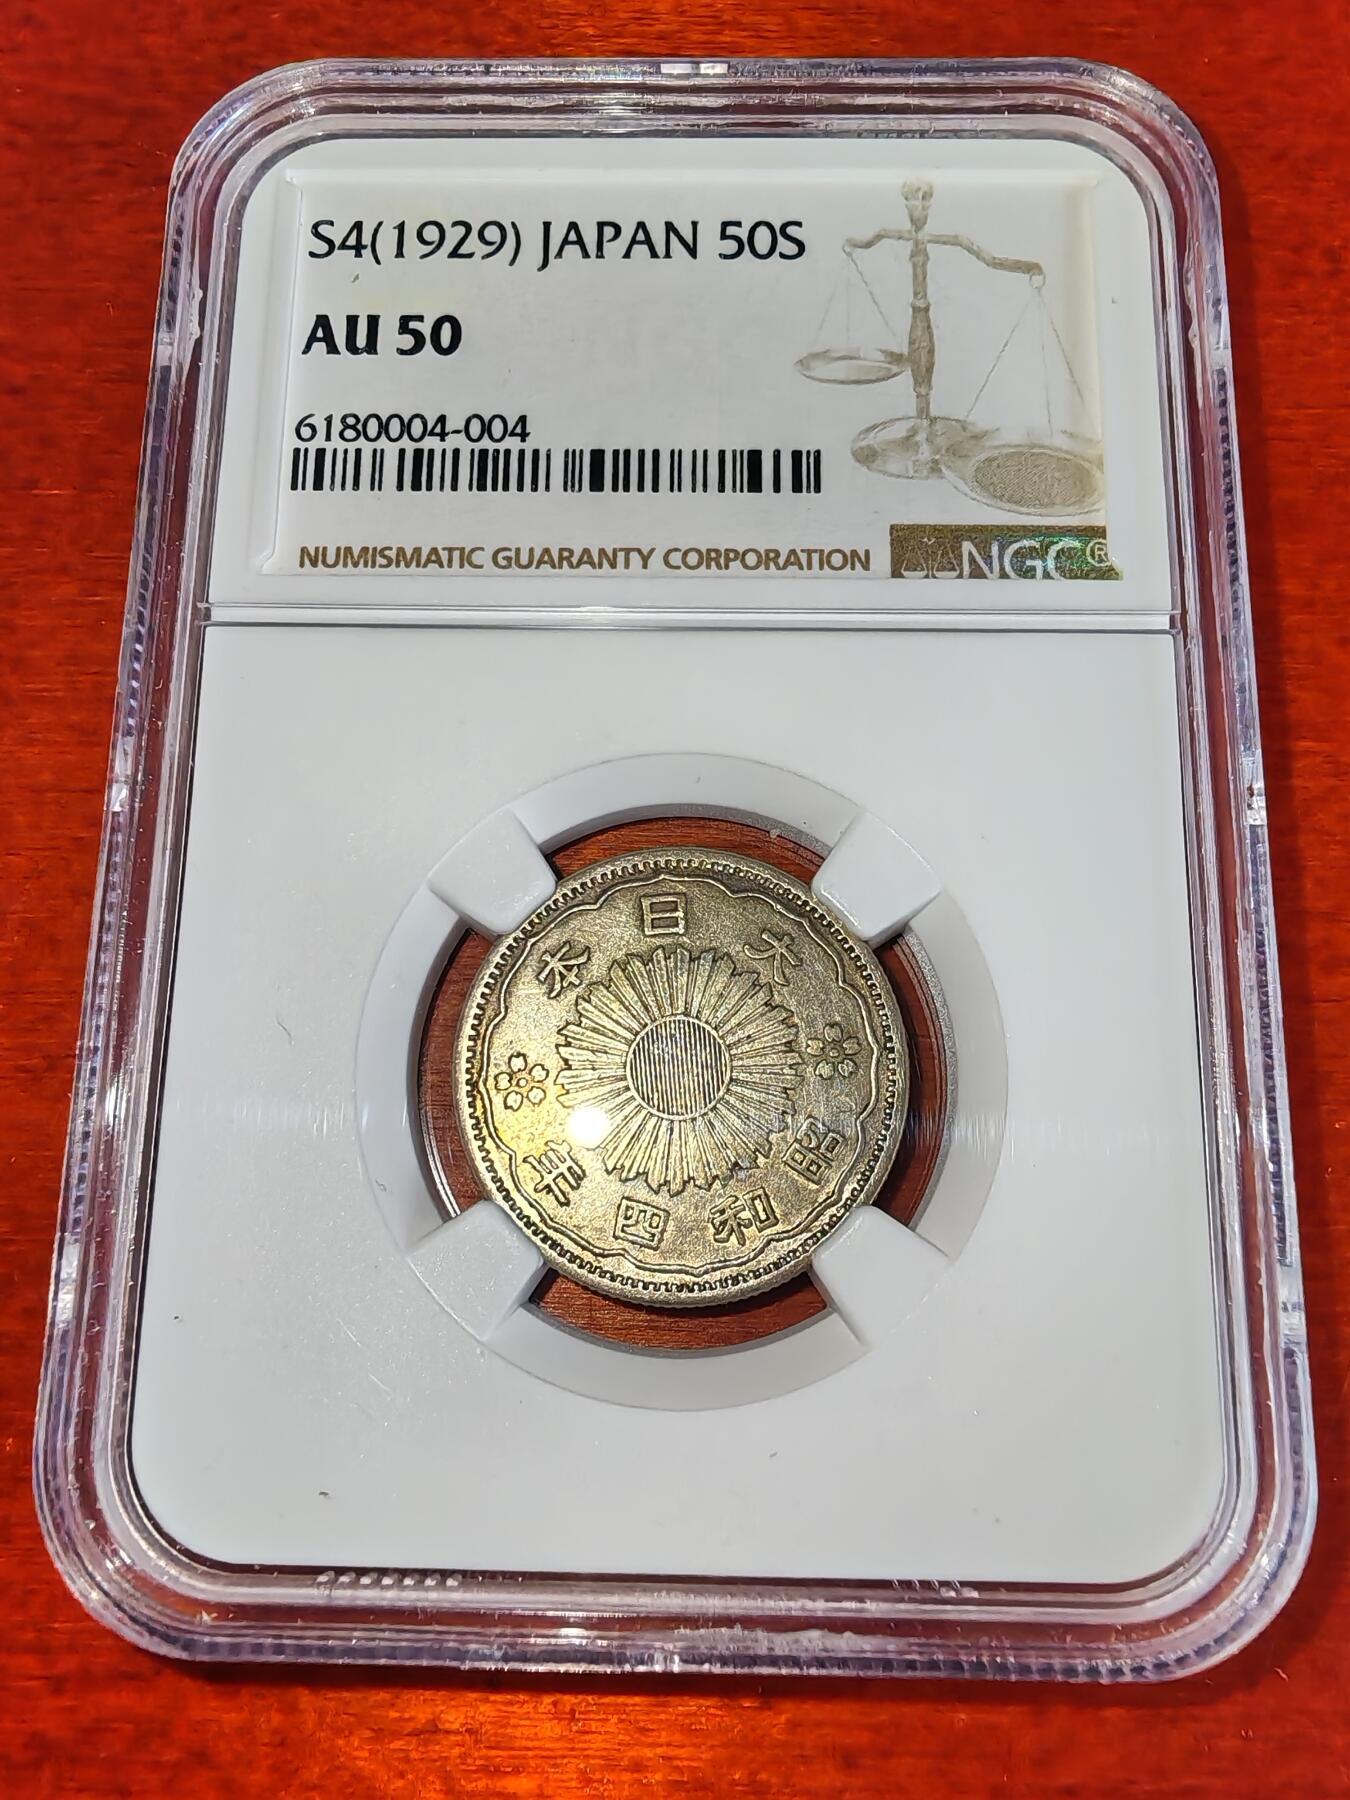 S4(1929) JAPAN 50S
AU 50
6180004-004
NUMISMATIC GUARANTY CORPORATION
NGC®
大日本
昭和四年